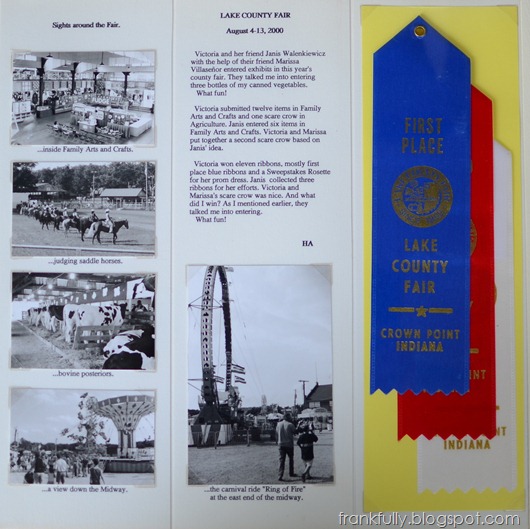 Sights around the Fair.
...inside Family Arts and Crafts.
...judging saddle horses.
...bovine posteriors.
...a view down the Midway.
LAKE COUNTY FAIR
August 4-13, 2000
Victoria and her friend Janis Walenkiewicz
with the help of their friend Marissa
Villaseñor entered exhibits in this year's
county fair. They talked me into entering
three bottles of my canned vegetables.
What fun!
Victoria submitted twelve items in Family
Arts and Crafts and one scare crow in
Agriculture. Janis entered six items in
Family Arts and Crafts. Victoria and Marissa
put together a second scare crow based on
Janis' idea.
Victoria won eleven ribbons, mostly first
place blue ribbons and a Sweepstakes Rosette
for her prom dress. Janis collected three
ribbons for her efforts. Victoria and
Marissa's scare crow was nice. And what
did I win? As I mentioned earlier, they
talked me into entering.
What fun!
HA
...the carnival ride "Ring of Fire"
at the east end of the midway.
FIRST
PLACE
LAKE
COUNTY
FAIR
CROWN POINT
INDIANA
INDIANA
frankfully.blogspot.com